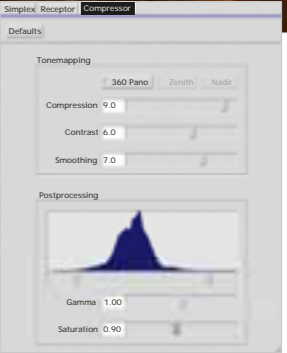 Simplex Receptor Compressor
Defaults
Tonemapping
360 Pano Zenith Nadir
Compression 9.0
Contrast 6.0
Smoothing 7.0
Postprocessing
Gamma 1.00
Saturation 0.90